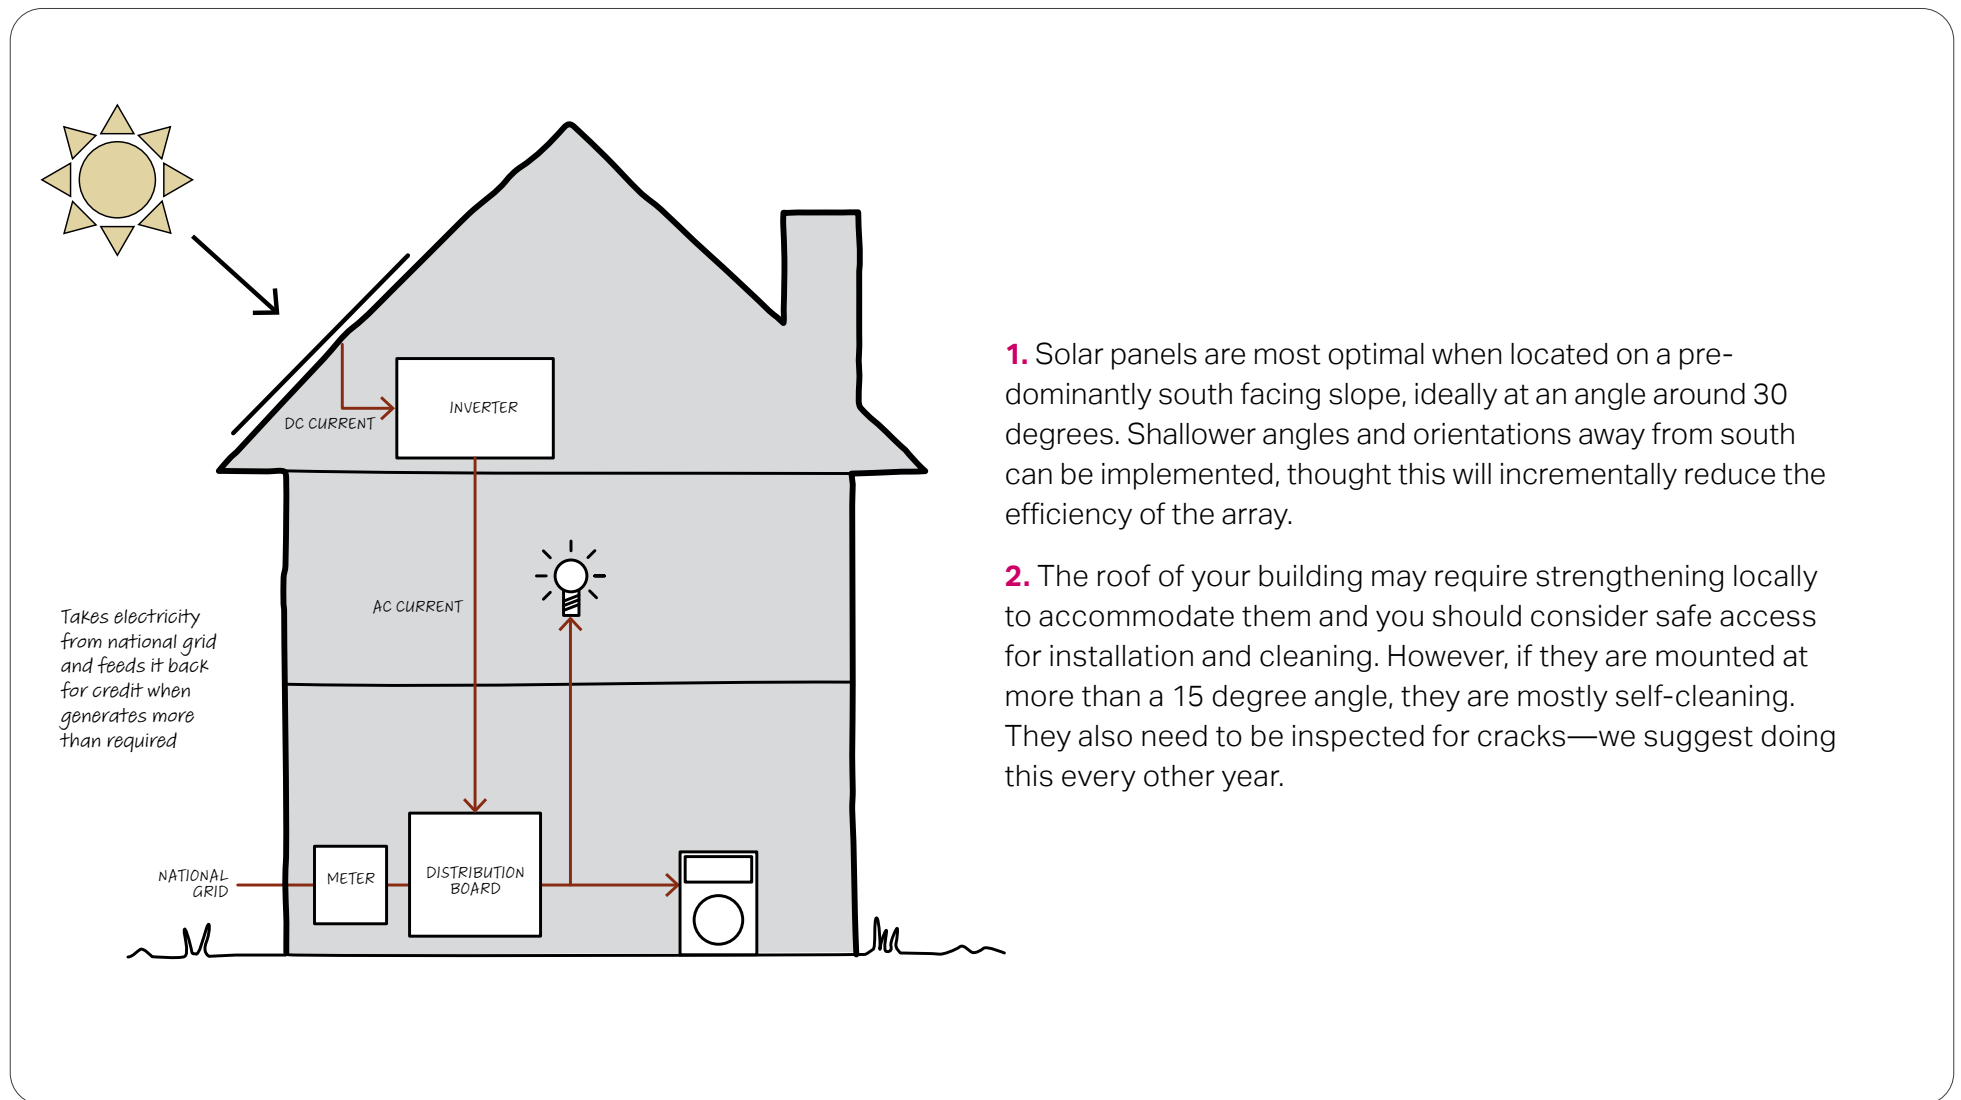 INVERTER
DC CURRENT
AC CURRENT
Takes electricity
from national grid
and feeds it back
for credit when
generates more
than required
NATIONAL
GRID
METER
DISTRIBUTION
BOARD
1. Solar panels are most optimal when located on a pre-
dominantly south facing slope, ideally at an angle around 30
degrees. Shallower angles and orientations away from south
can be implemented, thought this will incrementally reduce the
efficiency of the array.
2. The roof of your building may require strengthening locally
to accommodate them and you should consider safe access
for installation and cleaning. However, if they are mounted at
more than a 15 degree angle, they are mostly self-cleaning.
They also need to be inspected for cracks—we suggest doing
this every other year.